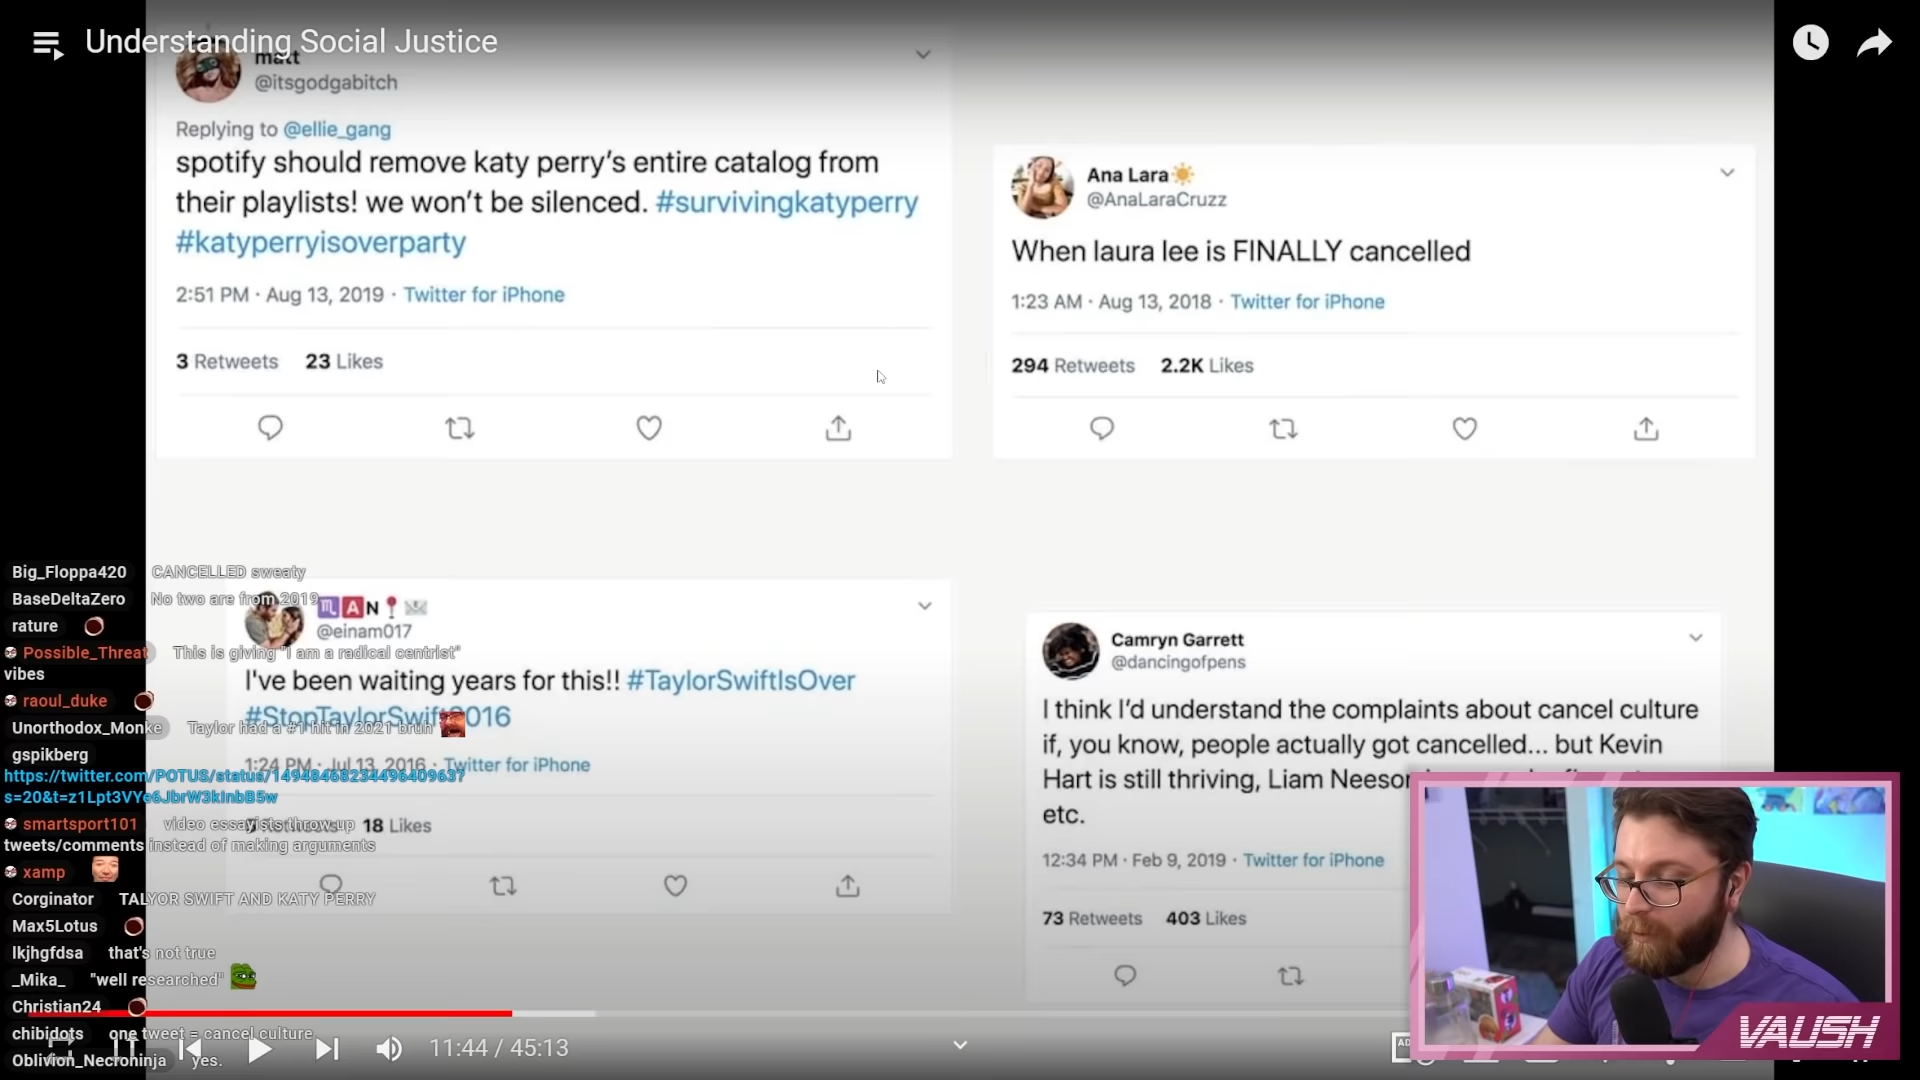 Understanding Social Justice
matt
@itsgodgabitch
Replying to @ellie_gang
spotify should remove katy perry's entire catalog from
their playlists! we won't be silenced. #survivingkatyperry
#katyperryisoverparty
2:51 PM · Aug 13, 2019 · Twitter for iPhone
3 Retweets 23 Likes
Ana Lara
@AnaLaraCruzz
When laura lee is FINALLY cancelled
1:23 AM · Aug 13, 2018 · Twitter for iPhone
294 Retweets 2.2K Likes
♏🅰N
@einam017
I've been waiting years for this!! #TaylorSwiftIsOver
#StopTaylorSwift2016
1:24 PM · Jul 13, 2016 · Twitter for iPhone
Retweets 18 Likes
Camryn Garrett
@dancingofpens
I think I'd understand the complaints about cancel culture
if, you know, people actually got cancelled... but Kevin
Hart is still thriving, Liam Neeson
etc.
12:34 PM · Feb 9, 2019 · Twitter for iPhone
73 Retweets 403 Likes
Big_Floppa420 CANCELLED sweaty
BaseDeltaZero No two are from 2019
rature
Possible_Threat This is giving "I am a radical centrist"
vibes
raoul_duke
Unorthodox_Monke Taylor had a #1 hit in 2021 bruh
gspikberg
https://twitter.com/POTUS/status/1494846823449640963?
s=20&t=z1Lpt3VYe6JbrW3kInbB5w
smartsport101 video essayists throw up
tweets/comments instead of making arguments
xamp
Corginator TALYOR SWIFT AND KATY PERRY
Max5Lotus
lkjhgfdsa that's not true
_Mika_ "well researched"
Christian24
chibidots one tweet = cancel culture
Oblivion_Necroninja yes.
11:44 / 45:13
VAUSH